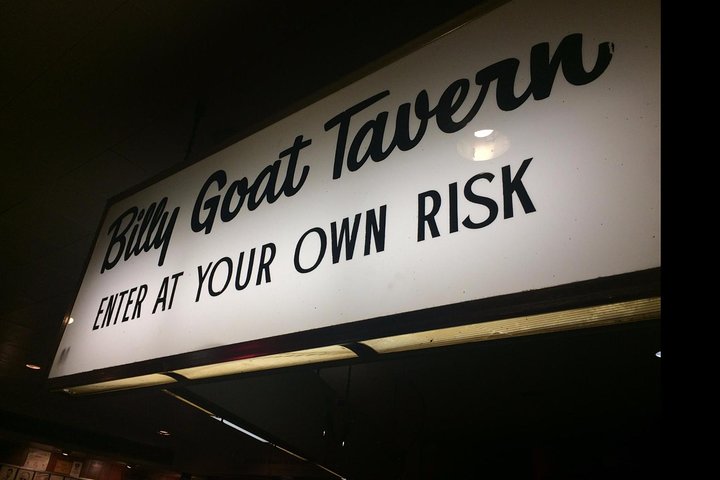 Billy Goat Tavern
ENTER AT YOUR OWN RISK